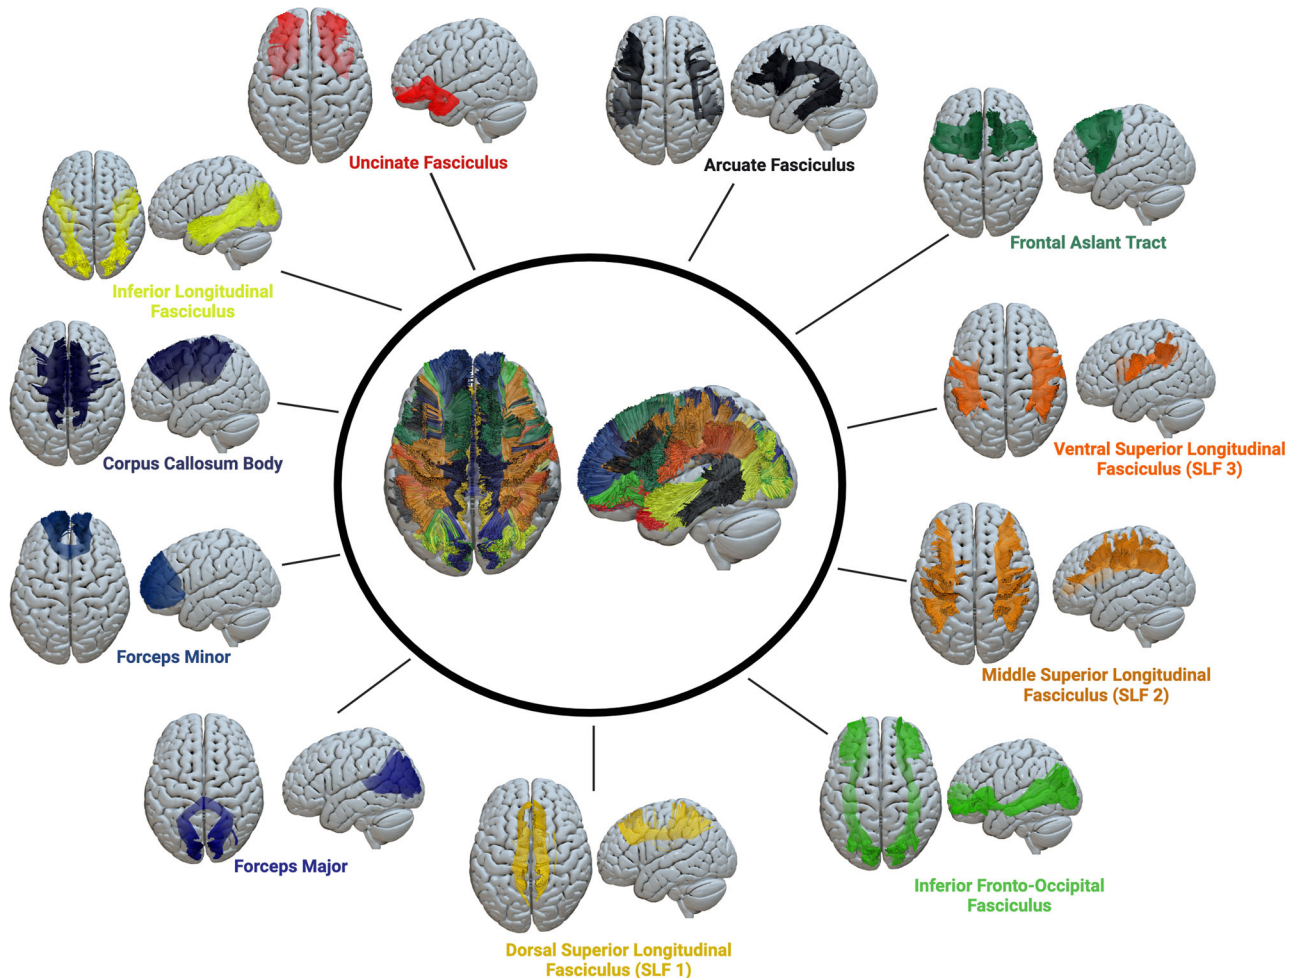 Uncinate Fasciculus
Arcuate Fasciculus
Frontal Aslant Tract
Inferior Longitudinal
Fasciculus
Corpus Callosum Body
Ventral Superior Longitudinal
Fasciculus (SLF 3)
Forceps Minor
Middle Superior Longitudinal
Fasciculus (SLF 2)
Forceps Major
Inferior Fronto-Occipital
Fasciculus
Dorsal Superior Longitudinal
Fasciculus (SLF 1)